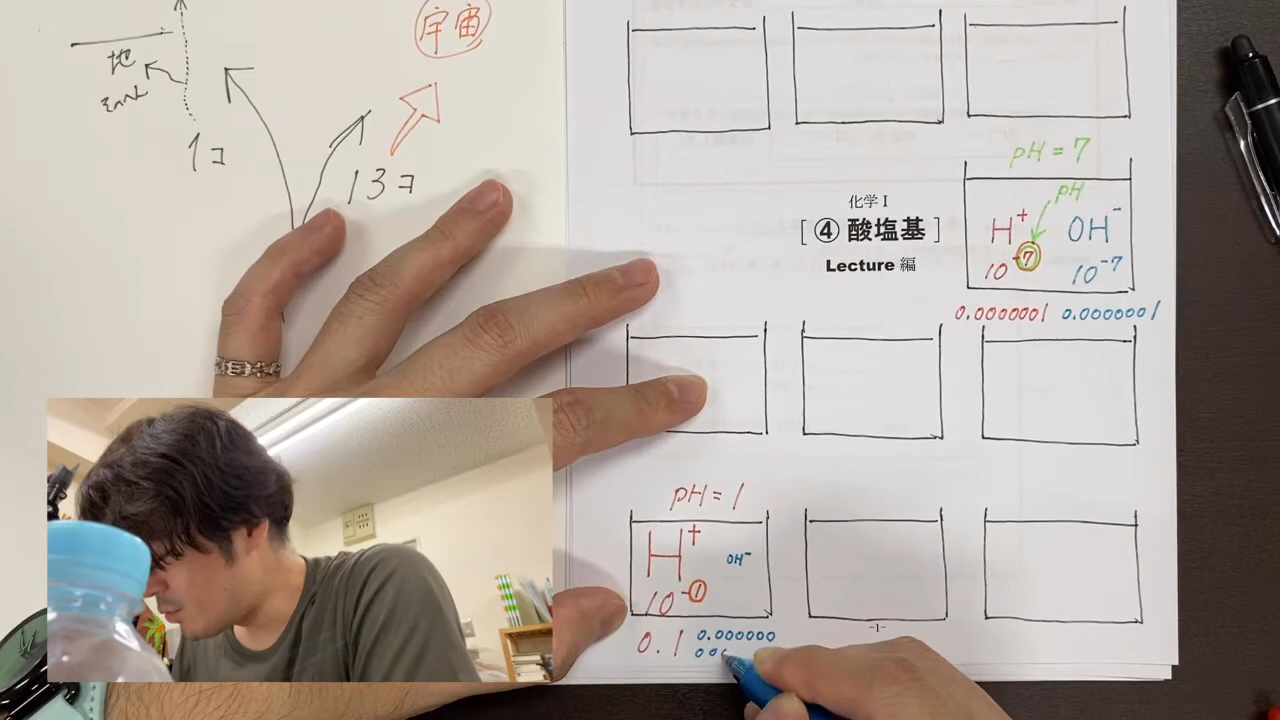 宇宙
地
1コ
13コ
pH=7
pH
H⁺ OH⁻
10⁻⁷ 10⁻⁷
0.0000001 0.0000001
化学Ⅰ
[ ④ 酸塩基 ]
Lecture 編
pH=1
H⁺ OH⁻
10⁻¹
0.1 0.000000
00
-1-